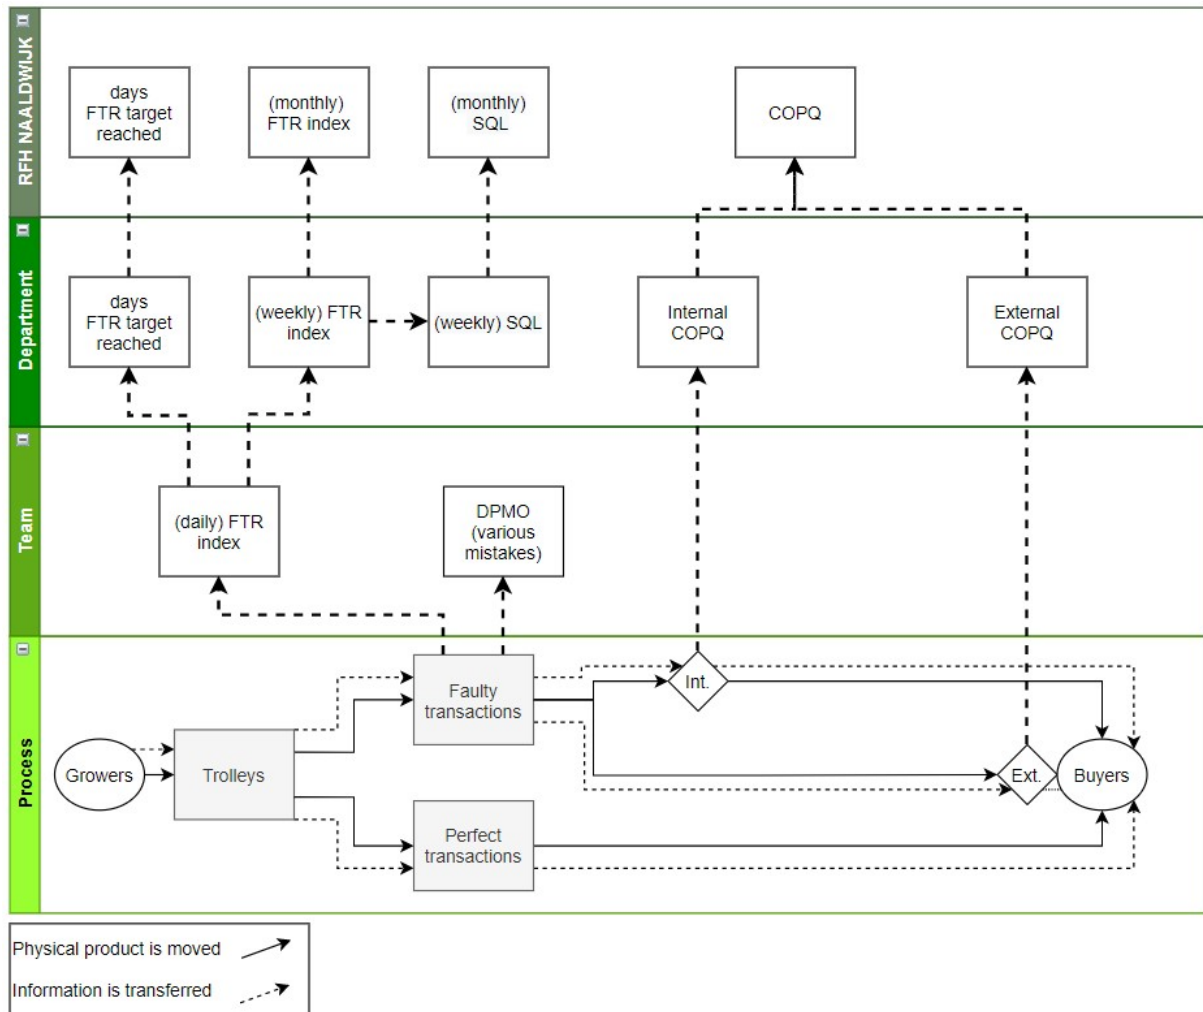 RFH NAALDWIJK
days
FTR target
reached
(monthly)
FTR index
(monthly)
SQL
COPQ
Department
days
FTR target
reached
(weekly) FTR
index
(weekly) SQL
Internal
COPQ
External
COPQ
Team
(daily) FTR
index
DPMO
(various
mistakes)
Process
Growers
Trolleys
Faulty
transactions
Perfect
transactions
Int.
Ext.
Buyers
Physical product is moved
Information is transferred